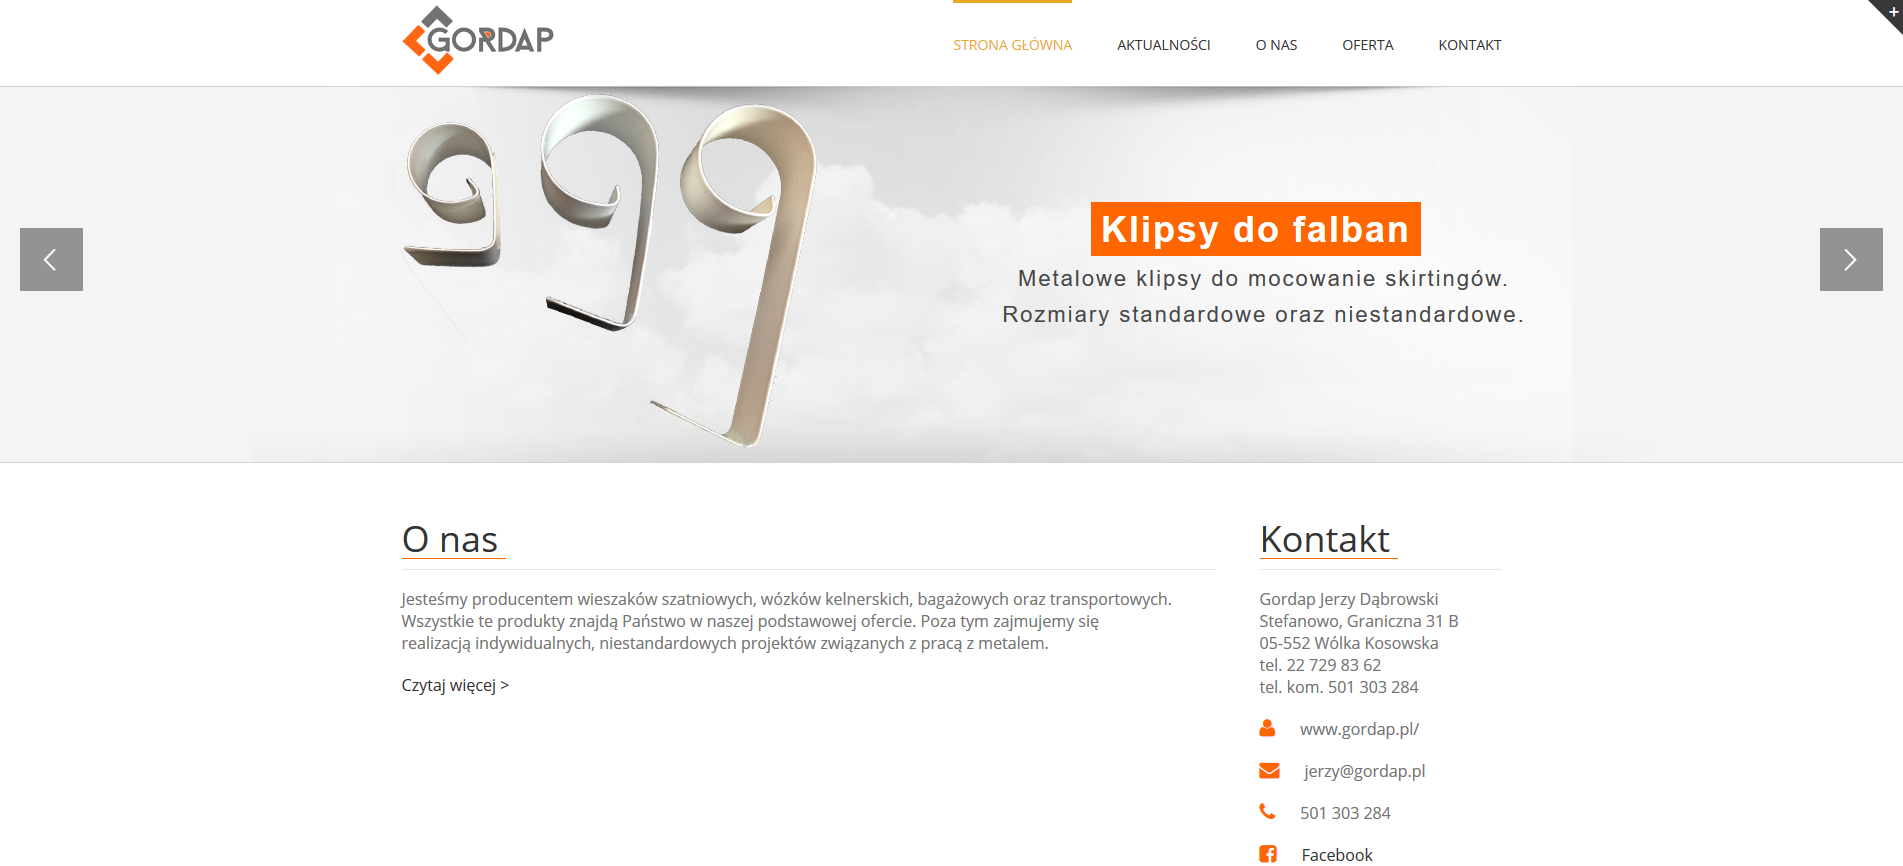 GORDAP
STRONA GŁÓWNA
AKTUALNOŚCI
O NAS
OFERTA
KONTAKT
+
Klipsy do falban
Metalowe klipsy do mocowanie skirtingów.
Rozmiary standardowe oraz niestandardowe.
O nas
Jesteśmy producentem wieszaków szatniowych, wózków kelnerskich, bagażowych oraz transportowych.
Wszystkie te produkty znajdą Państwo w naszej podstawowej ofercie. Poza tym zajmujemy się
realizacją indywidualnych, niestandardowych projektów związanych z pracą z metalem.
Czytaj więcej >
Kontakt
Gordap Jerzy Dąbrowski
Stefanowo, Graniczna 31 B
05-552 Wólka Kosowska
tel. 22 729 83 62
tel. kom. 501 303 284
www.gordap.pl/
jerzy@gordap.pl
501 303 284
Facebook